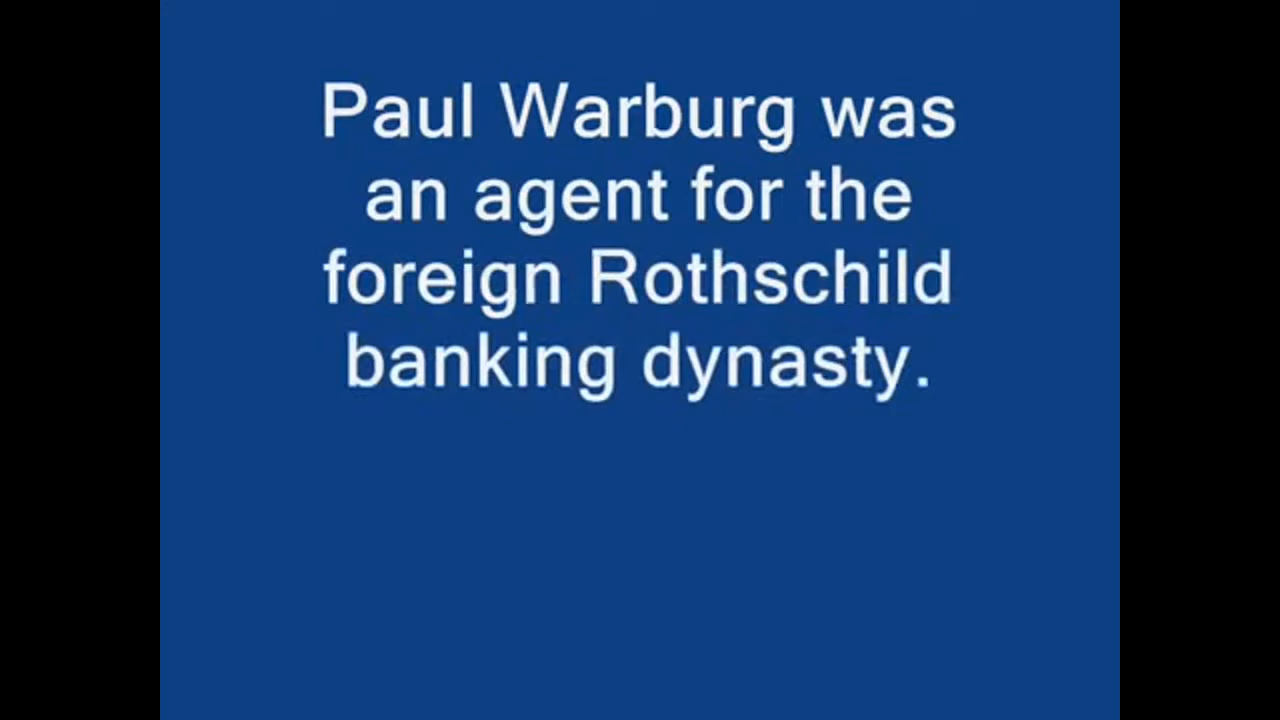 Paul Warburg was
an agent for the
foreign Rothschild
banking dynasty.